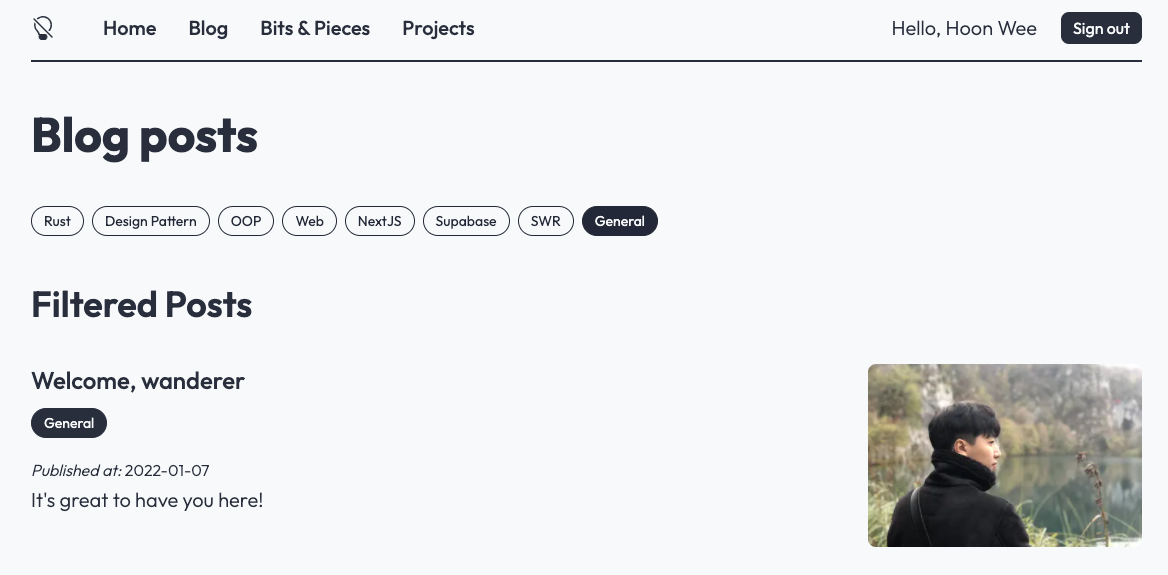 Home Blog Bits & Pieces Projects Hello, Hoon Wee Sign out
Blog posts
Rust Design Pattern OOP Web NextJS Supabase SWR General
Filtered Posts
Welcome, wanderer
General
Published at: 2022-01-07
It's great to have you here!